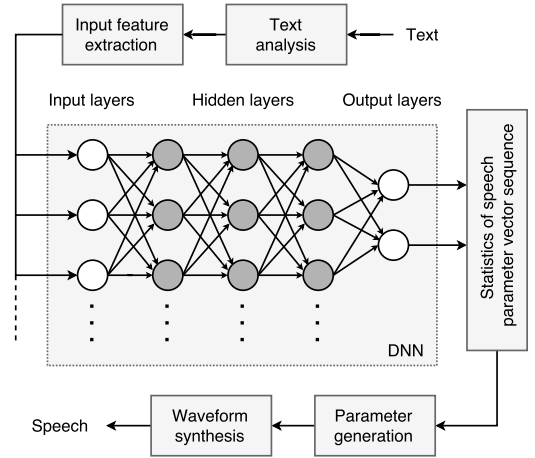 Input feature
extraction
Text
analysis
Text
Input layers
Hidden layers
Output layers
Statistics of speech
parameter vector sequence
DNN
Speech
Waveform
synthesis
Parameter
generation